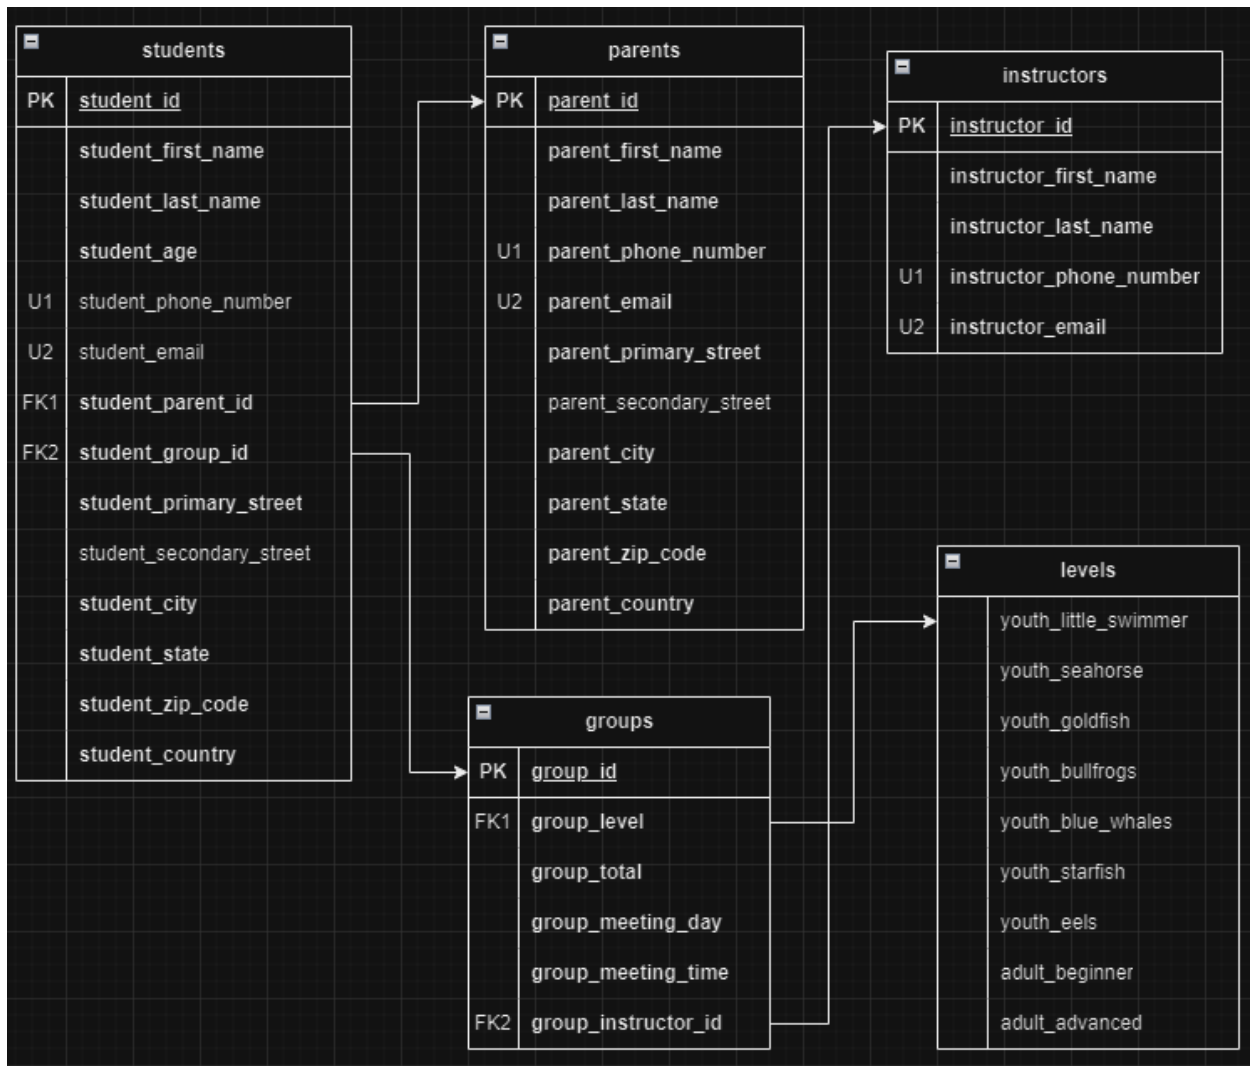 students
PK student_id
student_first_name
student_last_name
student_age
U1 student_phone_number
U2 student_email
FK1 student_parent_id
FK2 student_group_id
student_primary_street
student_secondary_street
student_city
student_state
student_zip_code
student_country
parents
PK parent_id
parent_first_name
parent_last_name
U1 parent_phone_number
U2 parent_email
parent_primary_street
parent_secondary_street
parent_city
parent_state
parent_zip_code
parent_country
instructors
PK instructor_id
instructor_first_name
instructor_last_name
U1 instructor_phone_number
U2 instructor_email
groups
PK group_id
FK1 group_level
group_total
group_meeting_day
group_meeting_time
FK2 group_instructor_id
levels
youth_little_swimmer
youth_seahorse
youth_goldfish
youth_bullfrogs
youth_blue_whales
youth_starfish
youth_eels
adult_beginner
adult_advanced